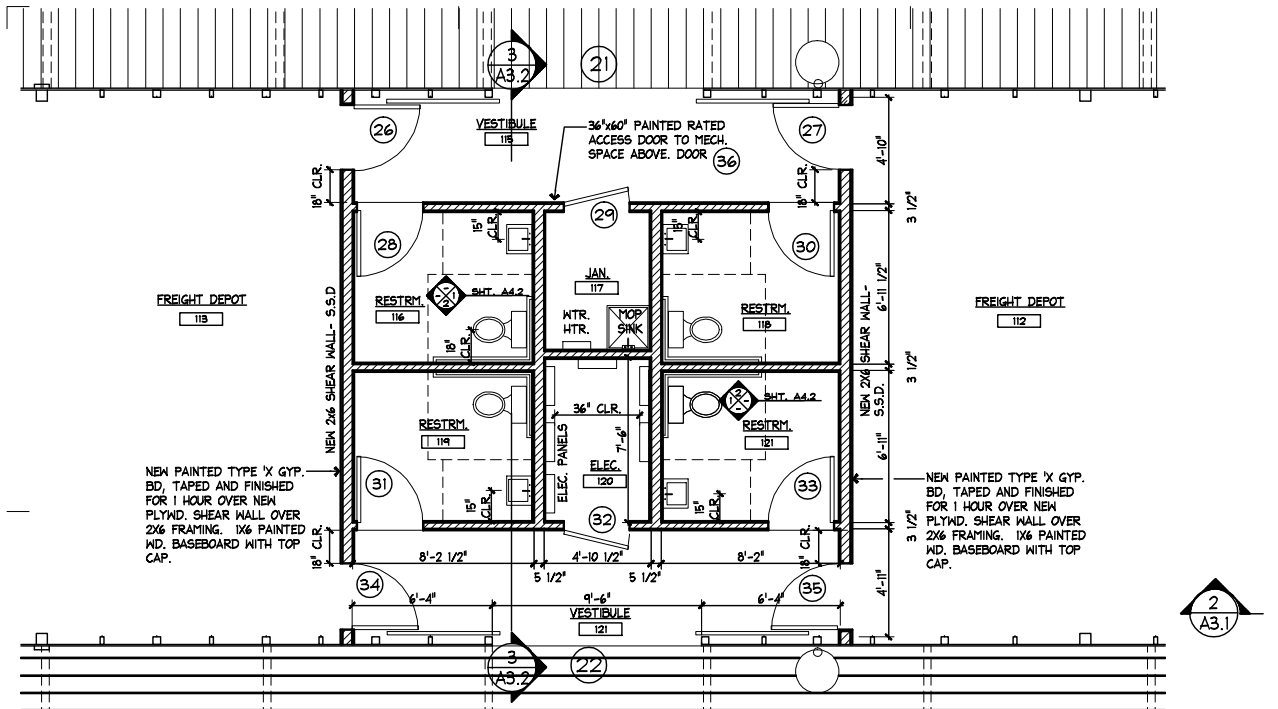 3
A3.2
21
26
VESTIBULE
115
36"x60" PAINTED RATED
ACCESS DOOR TO MECH.
SPACE ABOVE. DOOR
36
27
4'-10"
18" CLR.
18" CLR.
3 1/2"
28
15"
CLR.
29
15"
CLR.
30
FREIGHT DEPOT
113
NEW 2x6 SHEAR WALL- S.S.D
RESTRM.
116
-
-
1
2
SHT. A4.2
JAN.
117
WTR.
HTR.
MOP
SINK
RESTRM.
118
6'-11 1/2"
NEW 2X6 SHEAR WALL-
S.S.D.
FREIGHT DEPOT
112
18"
CLR.
3 1/2"
RESTRM.
119
36" CLR.
7'-6"
ELEC. PANELS
ELEC.
120
2
1
-
-
SHT. A4.2
RESTRM.
121
6'-11"
NEW PAINTED TYPE 'X GYP.
BD, TAPED AND FINISHED
FOR 1 HOUR OVER NEW
PLYWD. SHEAR WALL OVER
2X6 FRAMING. 1X6 PAINTED
WD. BASEBOARD WITH TOP
CAP.
31
15"
CLR.
32
15"
CLR.
33
NEW PAINTED TYPE 'X GYP.
BD, TAPED AND FINISHED
FOR 1 HOUR OVER NEW
PLYWD. SHEAR WALL OVER
2X6 FRAMING. 1X6 PAINTED
WD. BASEBOARD WITH TOP
CAP.
3 1/2"
18" CLR.
18" CLR.
8'-2 1/2"
4'-10 1/2"
8'-2"
5 1/2"
5 1/2"
34
35
4'-11"
6'-4"
9'-6"
6'-4"
VESTIBULE
121
2
A3.1
3
A3.2
22